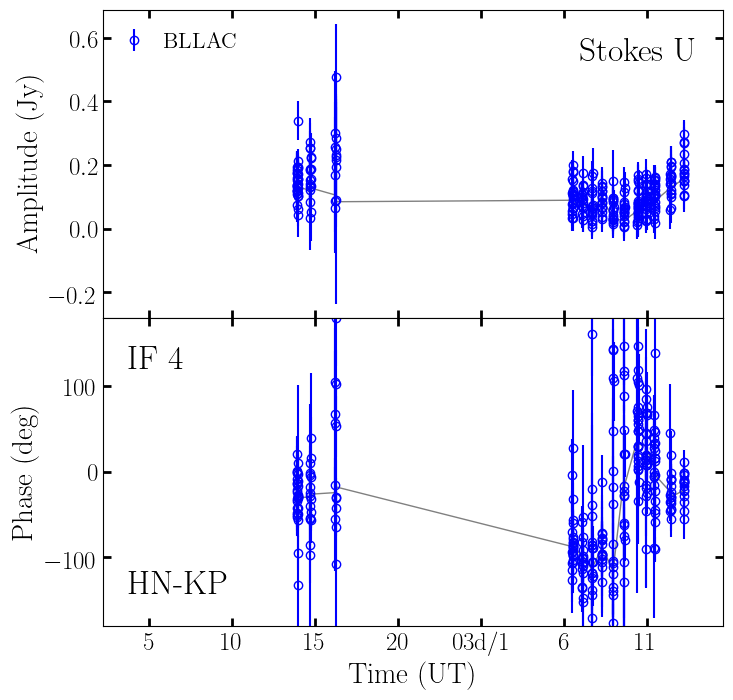 BLLAC
Stokes U
Amplitude (Jy)
0.6
0.4
0.2
0.0
−0.2
IF 4
HN-KP
Phase (deg)
100
0
−100
5 10 15 20 03d/1 6 11
Time (UT)